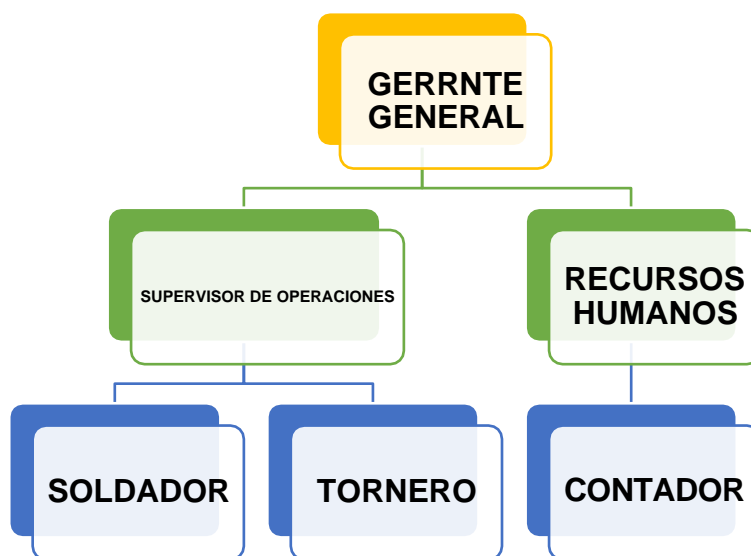 GERRNTE
GENERAL
SUPERVISOR DE OPERACIONES
RECURSOS
HUMANOS
SOLDADOR
TORNERO
CONTADOR